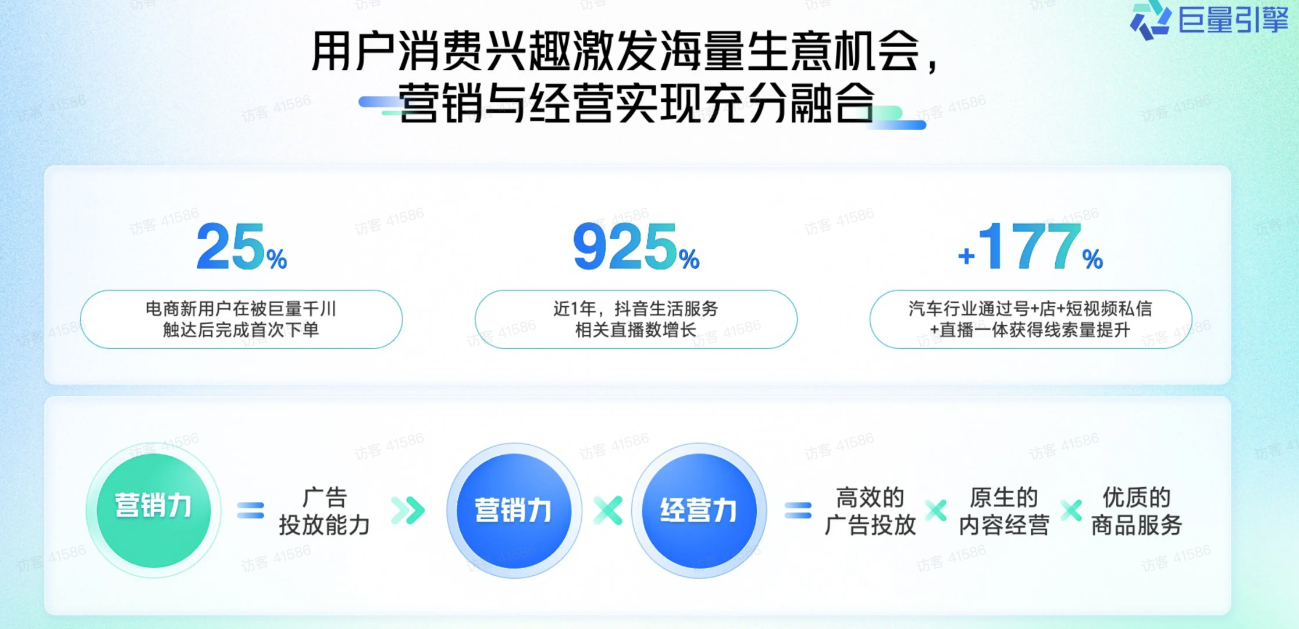 巨量引擎
用户消费兴趣激发海量生意机会，
营销与经营实现充分融合
25%
925%
+177%
电商新用户在被巨量千川
触达后完成首次下单
近1年，抖音生活服务
相关直播数增长
汽车行业通过号+店+短视频私信
+直播一体获得线索量提升
营销力
=
广告
投放能力
营销力
×
经营力
=
高效的
广告投放
×
原生的
内容经营
×
优质的
商品服务
访客 41586